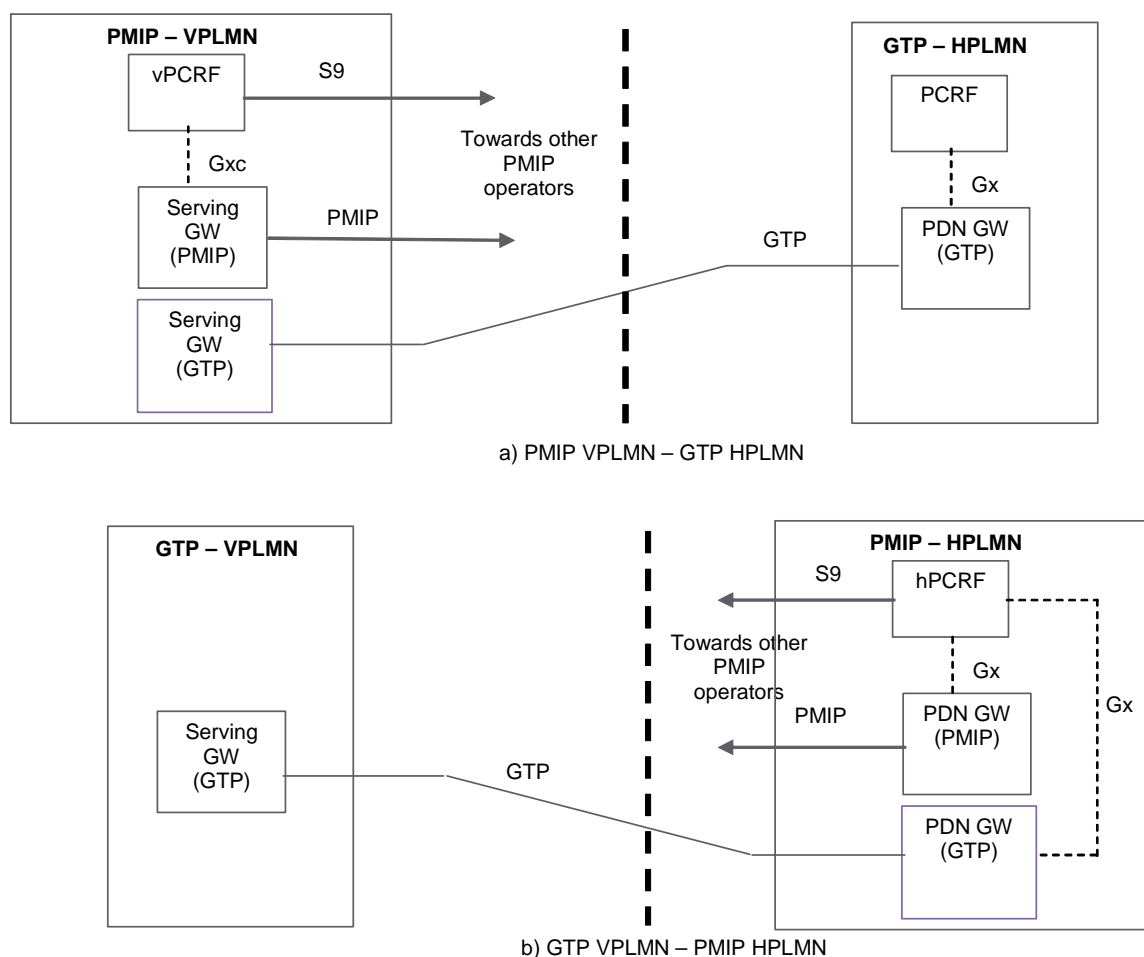 PMIP – VPLMN
vPCRF
S9
Gxc
Towards other
PMIP
operators
Serving
GW
(PMIP)
PMIP
Serving
GW
(GTP)
GTP
GTP – HPLMN
PCRF
Gx
PDN GW
(GTP)
a) PMIP VPLMN – GTP HPLMN
GTP – VPLMN
Serving
GW
(GTP)
GTP
PMIP – HPLMN
S9
hPCRF
Towards other
PMIP
operators
Gx
Gx
PMIP
PDN GW
(PMIP)
PDN GW
(GTP)
b) GTP VPLMN – PMIP HPLMN